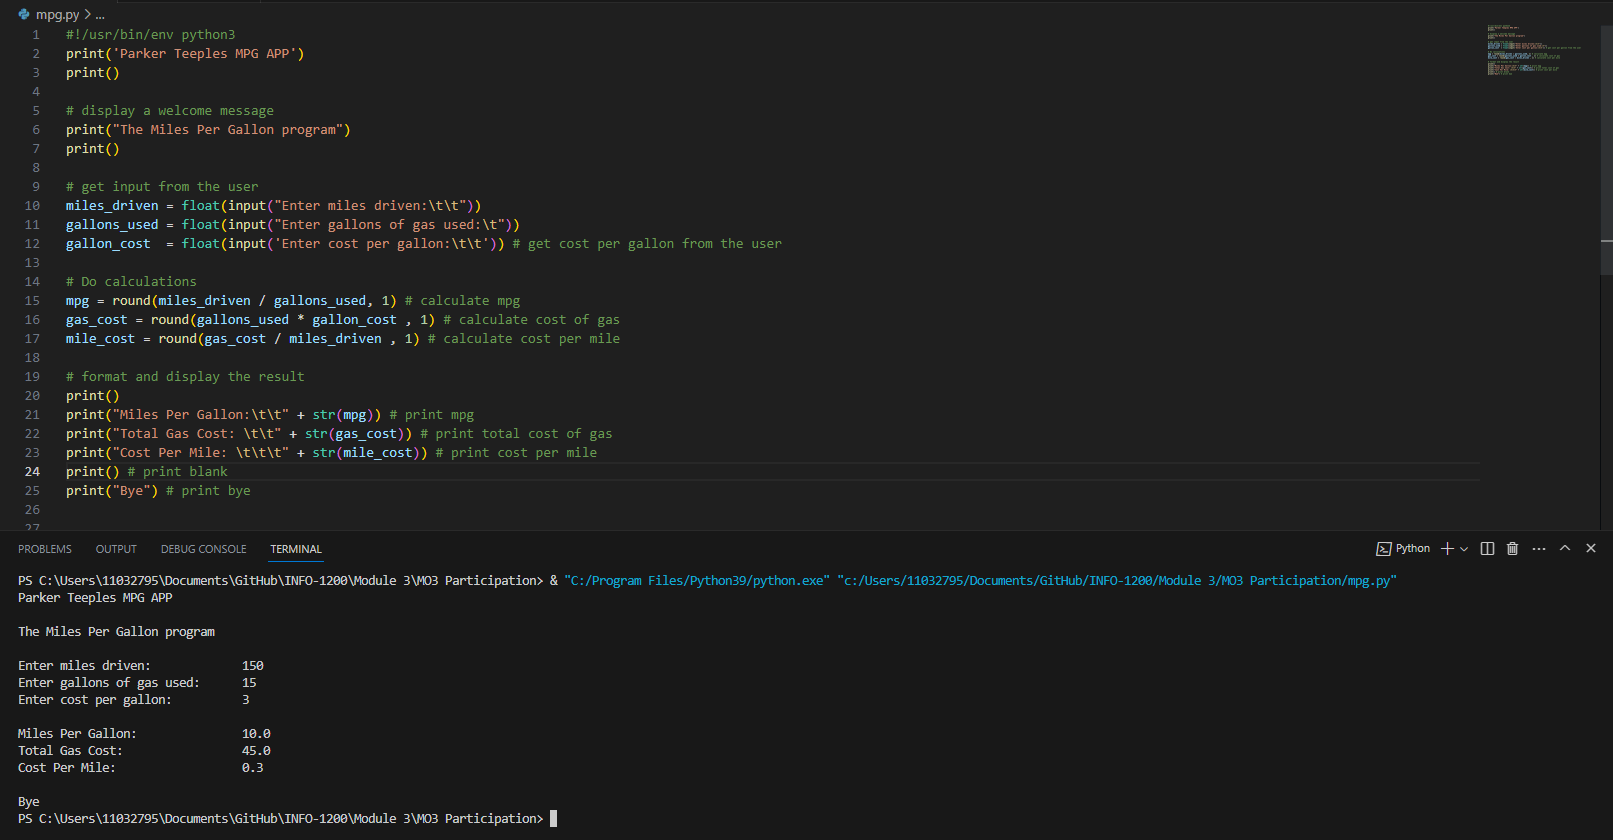 mpg.py > ...
1 #!/usr/bin/env python3
2 print('Parker Teeples MPG APP')
3 print()
4
5 # display a welcome message
6 print("The Miles Per Gallon program")
7 print()
8
9 # get input from the user
10 miles_driven = float(input("Enter miles driven:\t\t"))
11 gallons_used = float(input("Enter gallons of gas used:\t"))
12 gallon_cost  = float(input('Enter cost per gallon:\t\t')) # get cost per gallon from the user
13
14 # Do calculations
15 mpg = round(miles_driven / gallons_used, 1) # calculate mpg
16 gas_cost = round(gallons_used * gallon_cost , 1) # calculate cost of gas
17 mile_cost = round(gas_cost / miles_driven , 1) # calculate cost per mile
18
19 # format and display the result
20 print()
21 print("Miles Per Gallon:\t\t" + str(mpg)) # print mpg
22 print("Total Gas Cost: \t\t" + str(gas_cost)) # print total cost of gas
23 print("Cost Per Mile: \t\t\t" + str(mile_cost)) # print cost per mile
24 print() # print blank
25 print("Bye") # print bye
26
27
PROBLEMS OUTPUT DEBUG CONSOLE TERMINAL Python
PS C:\Users\11032795\Documents\GitHub\INFO-1200\Module 3\MO3 Participation> & "C:/Program Files/Python39/python.exe" "c:/Users/11032795/Documents/GitHub/INFO-1200/Module 3/MO3 Participation/mpg.py"
Parker Teeples MPG APP
The Miles Per Gallon program
Enter miles driven: 150
Enter gallons of gas used: 15
Enter cost per gallon: 3
Miles Per Gallon: 10.0
Total Gas Cost: 45.0
Cost Per Mile: 0.3
Bye
PS C:\Users\11032795\Documents\GitHub\INFO-1200\Module 3\MO3 Participation>